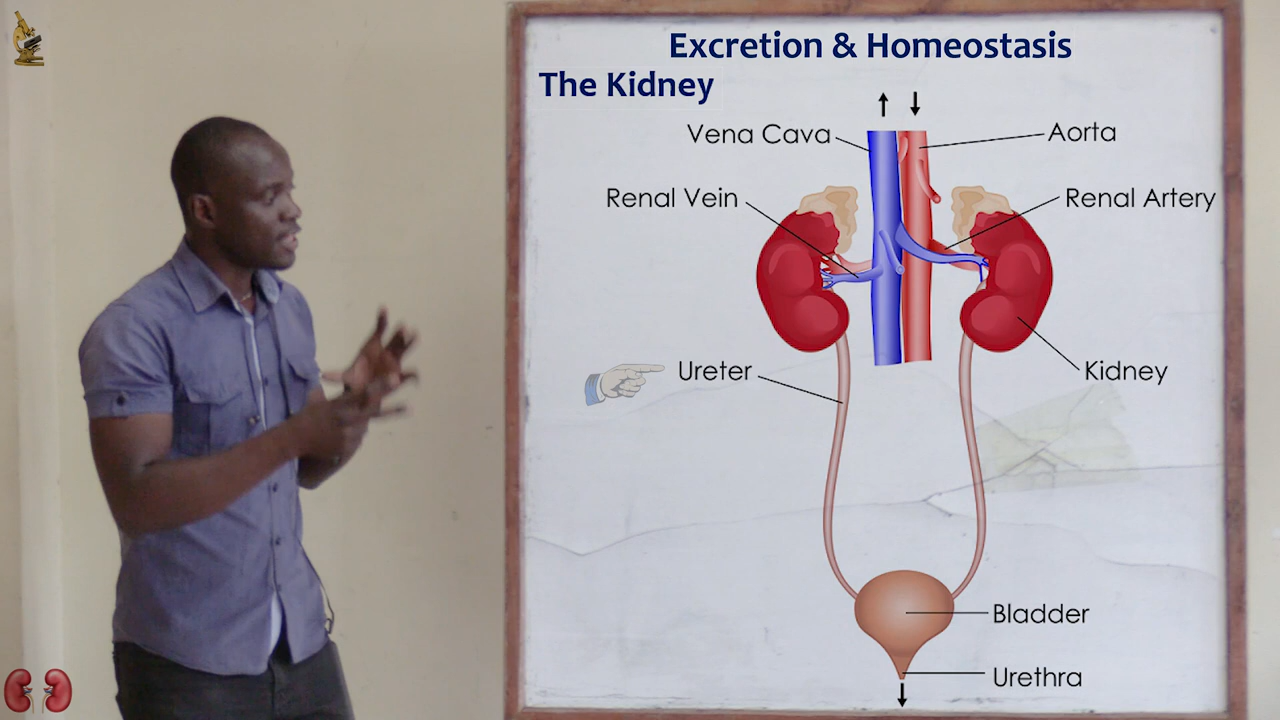 Excretion & Homeostasis
The Kidney
Vena Cava
Aorta
Renal Vein
Renal Artery
Ureter
Kidney
Bladder
Urethra